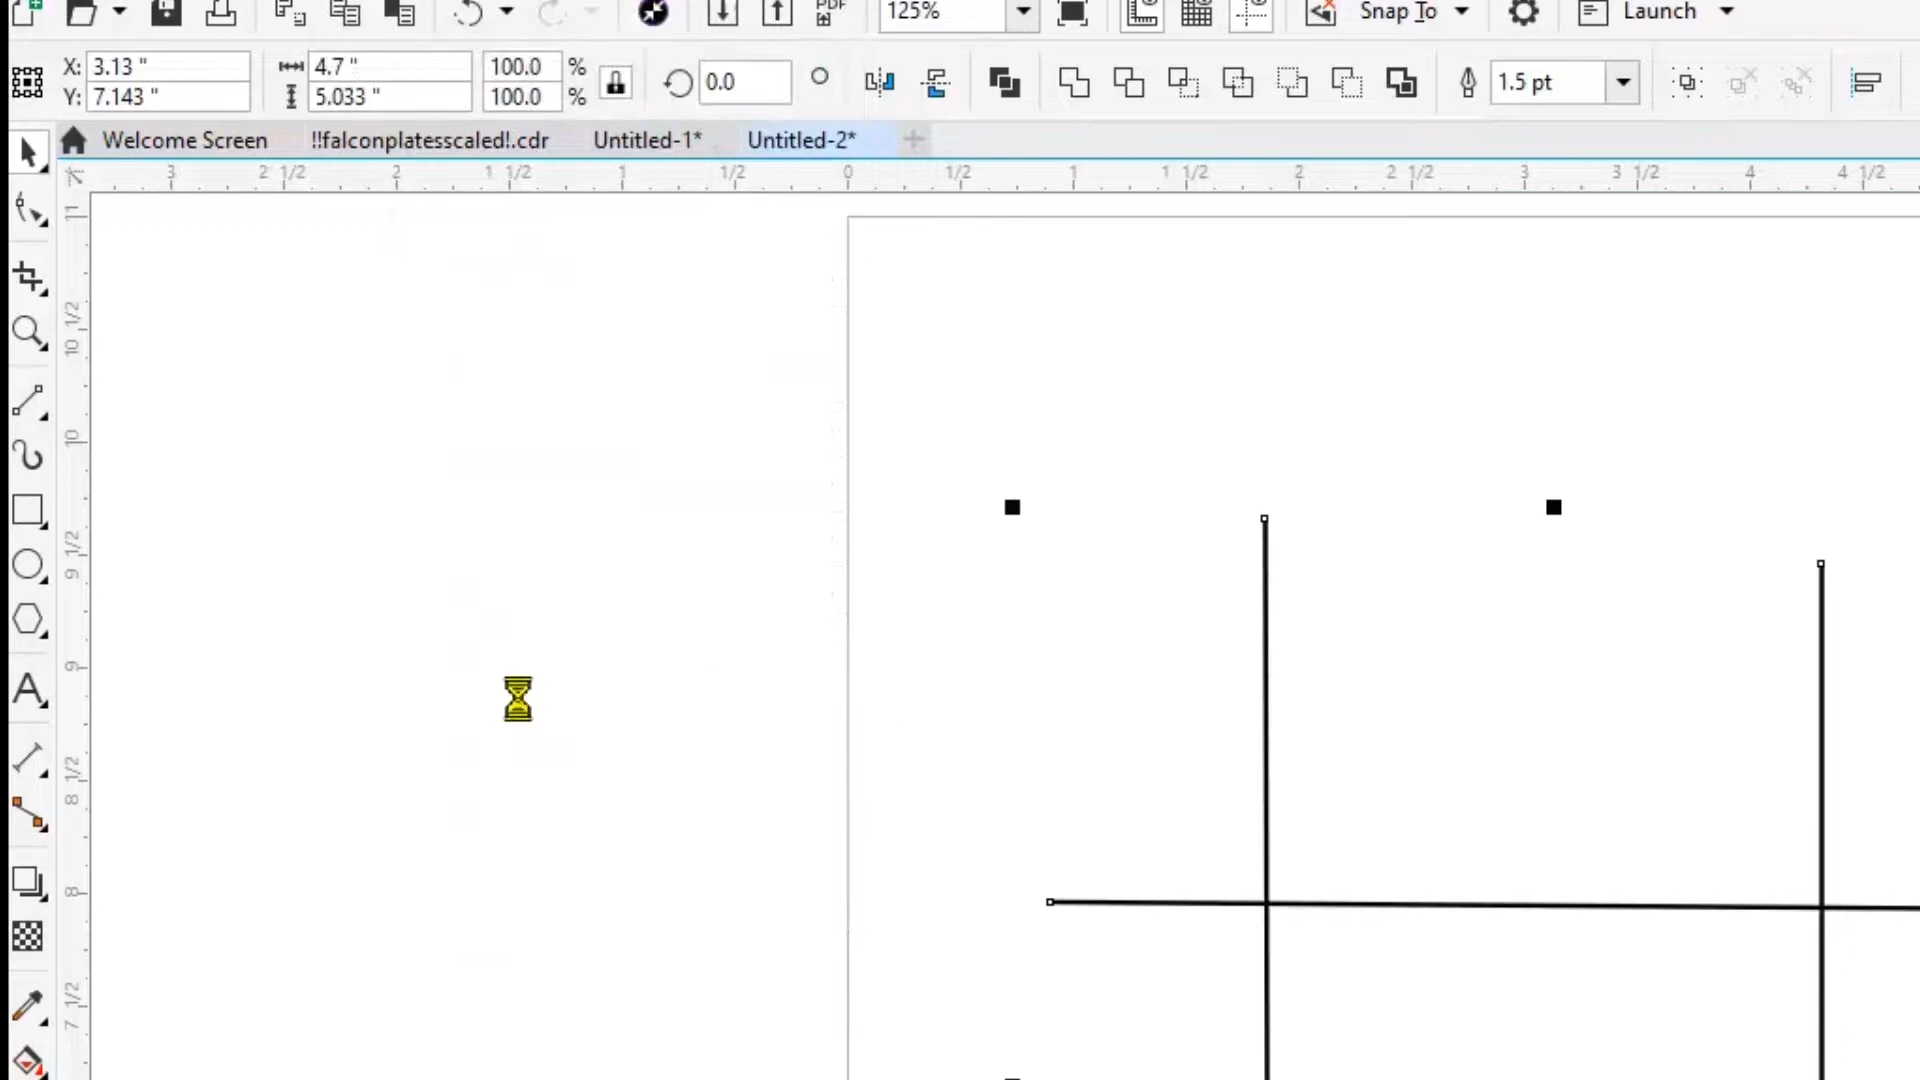 PDF 125% Snap To Launch
X: 3.13 " 4.7 " 100.0 % 0.0 1.5 pt
Y: 7.143 " 5.033 " 100.0 %
Welcome Screen !!falconplatesscaled!.cdr Untitled-1* Untitled-2*
3 2 1/2 2 1 1/2 1 1/2 0 1/2 1 1 1/2 2 2 1/2 3 3 1/2 4 4 1/2
11
10 1/2
10
9 1/2
9
8 1/2
8
7 1/2
A